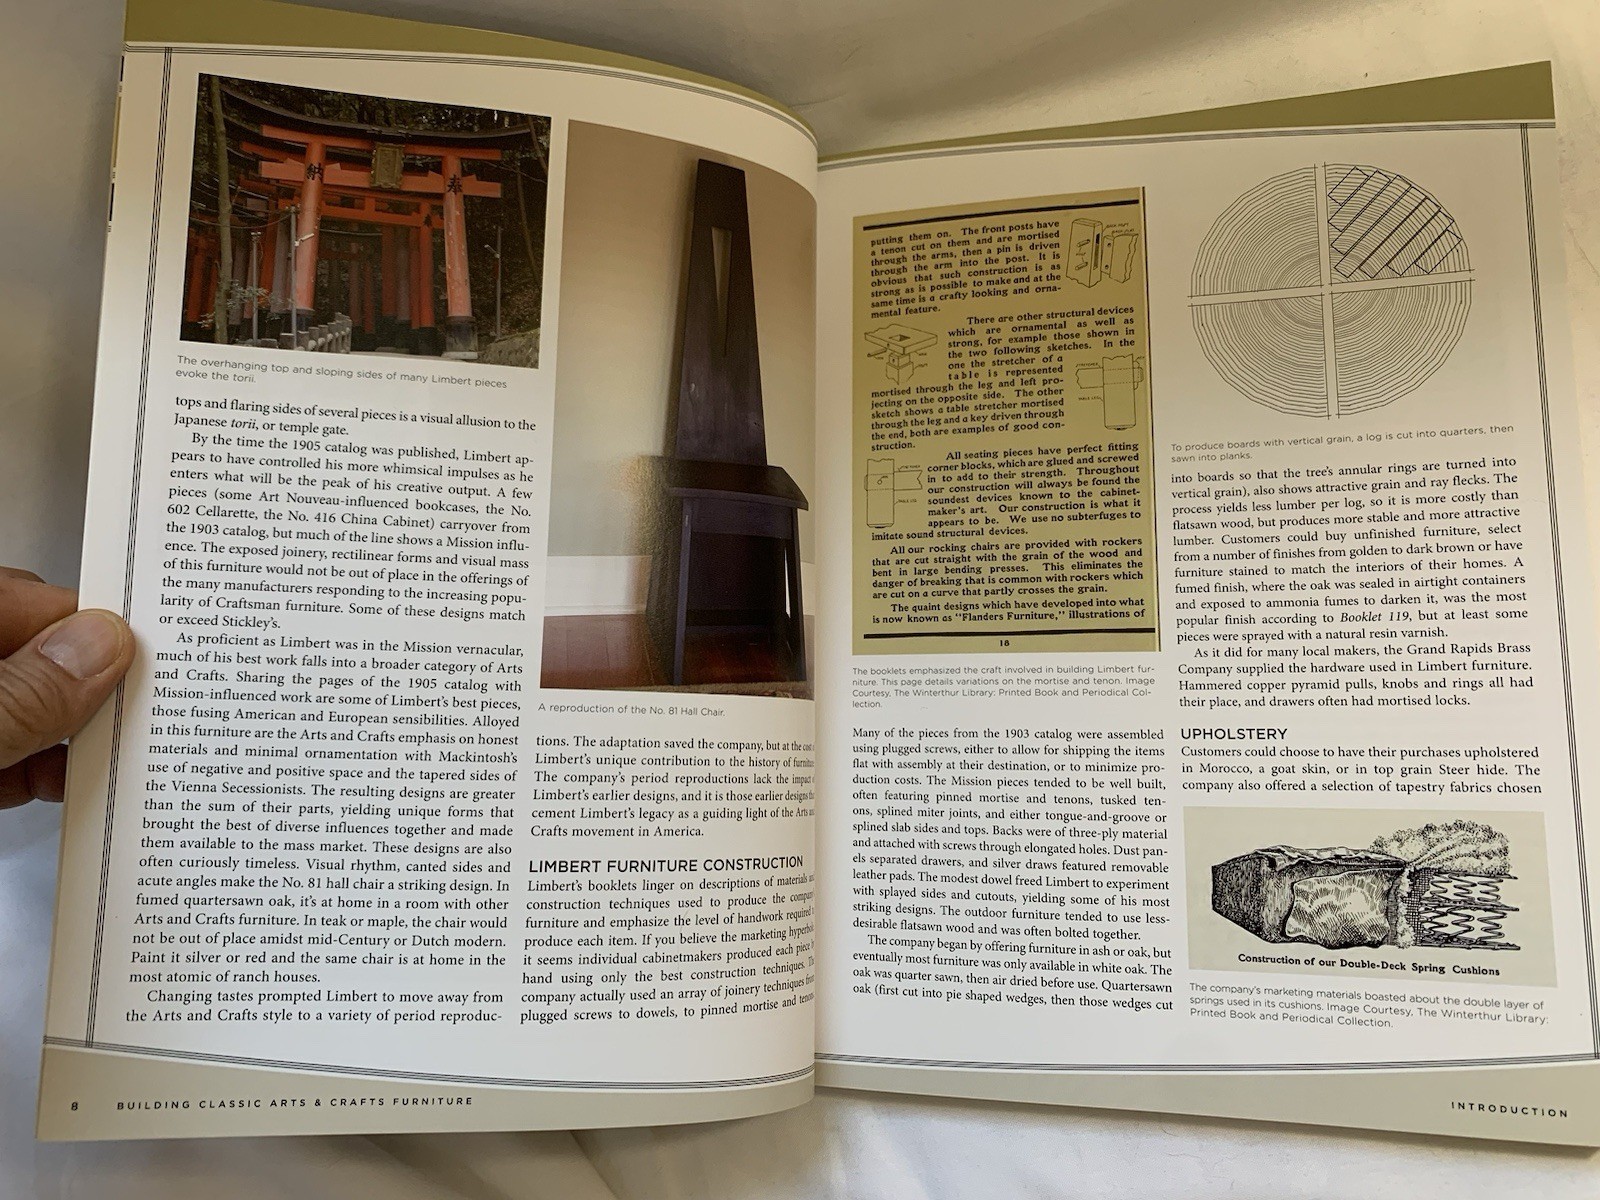 納
奉
The overhanging top and sloping sides of many Limbert pieces
evoke the torii.
tops and flaring sides of several pieces is a visual allusion to the
Japanese torii, or temple gate.
By the time the 1905 catalog was published, Limbert ap-
pears to have controlled his more whimsical impulses as he
enters what will be the peak of his creative output. A few
pieces (some Art Nouveau-influenced bookcases, the No.
602 Cellarette, the No. 416 China Cabinet) carryover from
the 1903 catalog, but much of the line shows a Mission influ-
ence. The exposed joinery, rectilinear forms and visual mass
of this furniture would not be out of place in the offerings of
the many manufacturers responding to the increasing popu-
larity of Craftsman furniture. Some of these designs match
or exceed Stickley's.
As proficient as Limbert was in the Mission vernacular,
much of his best work falls into a broader category of Arts
and Crafts. Sharing the pages of the 1905 catalog with
Mission-influenced work are some of Limbert's best pieces,
those fusing American and European sensibilities. Alloyed
in this furniture are the Arts and Crafts emphasis on honest
materials and minimal ornamentation with Mackintosh's
use of negative and positive space and the tapered sides of
the Vienna Secessionists. The resulting designs are greater
than the sum of their parts, yielding unique forms that
brought the best of diverse influences together and made
them available to the mass market. These designs are also
often curiously timeless. Visual rhythm, canted sides and
acute angles make the No. 81 hall chair a striking design. In
fumed quartersawn oak, it's at home in a room with other
Arts and Crafts furniture. In teak or maple, the chair would
not be out of place amidst mid-Century or Dutch modern.
Paint it silver or red and the same chair is at home in the
most atomic of ranch houses.
Changing tastes prompted Limbert to move away from
the Arts and Crafts style to a variety of period reproduc-
A reproduction of the No. 81 Hall Chair.
tions. The adaptation saved the company, but at the cost
Limbert's unique contribution to the history of
The company's period reproductions lack the impact
Limbert's earlier designs, and it is those earlier designs
cement Limbert's legacy as a guiding light of the Arts
Crafts movement in America.
LIMBERT FURNITURE CONSTRUCTION
Limbert's booklets linger on descriptions of materials
construction techniques used to produce the
furniture and emphasize the level of handwork required
produce each item. If you believe the marketing
it seems individual cabinetmakers produced each piece
hand using only the best construction techniques.
company actually used an array of joinery techniques
plugged screws to dowels, to pinned mortise and
8 BUILDING CLASSIC ARTS & CRAFTS FURNITURE
putting them on. The front posts have
a tenon cut on them and are mortised
through the arms, then a pin is driven
through the arm into the post. It is
obvious that such construction is as
strong as is possible to make and at the
same time is a crafty looking and orna-
mental feature.
There are other structural devices
which are ornamental as well as
strong, for example those shown in
the two following sketches. In the
one the stretcher of a
table is represented
mortised through the leg and left pro-
jecting on the opposite side. The other
sketch shows a table stretcher mortised
through the leg and a key driven through
the end, both are examples of good con-
struction.
All seating pieces have perfect fitting
corner blocks, which are glued and screwed
in to add to their strength. Throughout
our construction will always be found the
soundest devices known to the cabinet-
maker's art. Our construction is what it
appears to be. We use no subterfuges to
imitate sound structural devices.
All our rocking chairs are provided with rockers
that are cut straight with the grain of the wood and
bent in large bending presses. This eliminates the
danger of breaking that is common with rockers which
are cut on a curve that partly crosses the grain.
The quaint designs which have developed into what
is now known as "Flanders Furniture," illustrations of
18
The booklets emphasized the craft involved in building Limbert fur-
niture. This page details variations on the mortise and tenon. Image
Courtesy, The Winterthur Library: Printed Book and Periodical Col-
lection.
Many of the pieces from the 1903 catalog were assembled
using plugged screws, either to allow for shipping the items
flat with assembly at their destination, or to minimize pro-
duction costs. The Mission pieces tended to be well built,
often featuring pinned mortise and tenons, tusked ten-
ons, splined miter joints, and either tongue-and-groove or
splined slab sides and tops. Backs were of three-ply material
and attached with screws through elongated holes. Dust pan-
els separated drawers, and silver draws featured removable
leather pads. The modest dowel freed Limbert to experiment
with splayed sides and cutouts, yielding some of his most
striking designs. The outdoor furniture tended to use less-
desirable flatsawn wood and was often bolted together.
The company began by offering furniture in ash or oak, but
eventually most furniture was only available in white oak. The
oak was quarter sawn, then air dried before use. Quartersawn
oak (first cut into pie shaped wedges, then those wedges cut
To produce boards with vertical grain, a log is cut into quarters, then
sawn into planks.
into boards so that the tree's annular rings are turned into
vertical grain), also shows attractive grain and ray flecks. The
process yields less lumber per log, so it is more costly than
flatsawn wood, but produces more stable and more attractive
lumber. Customers could buy unfinished furniture, select
from a number of finishes from golden to dark brown or have
furniture stained to match the interiors of their homes. A
fumed finish, where the oak was sealed in airtight containers
and exposed to ammonia fumes to darken it, was the most
popular finish according to Booklet 119, but at least some
pieces were sprayed with a natural resin varnish.
As it did for many local makers, the Grand Rapids Brass
Company supplied the hardware used in Limbert furniture.
Hammered copper pyramid pulls, knobs and rings all had
their place, and drawers often had mortised locks.
UPHOLSTERY
Customers could choose to have their purchases upholstered
in Morocco, a goat skin, or in top grain Steer hide. The
company also offered a selection of tapestry fabrics chosen
Construction of our Double-Deck Spring Cushions
The company's marketing materials boasted about the double layer of
springs used in its cushions. Image Courtesy, The Winterthur Library:
Printed Book and Periodical Collection.
INTRODUCTION